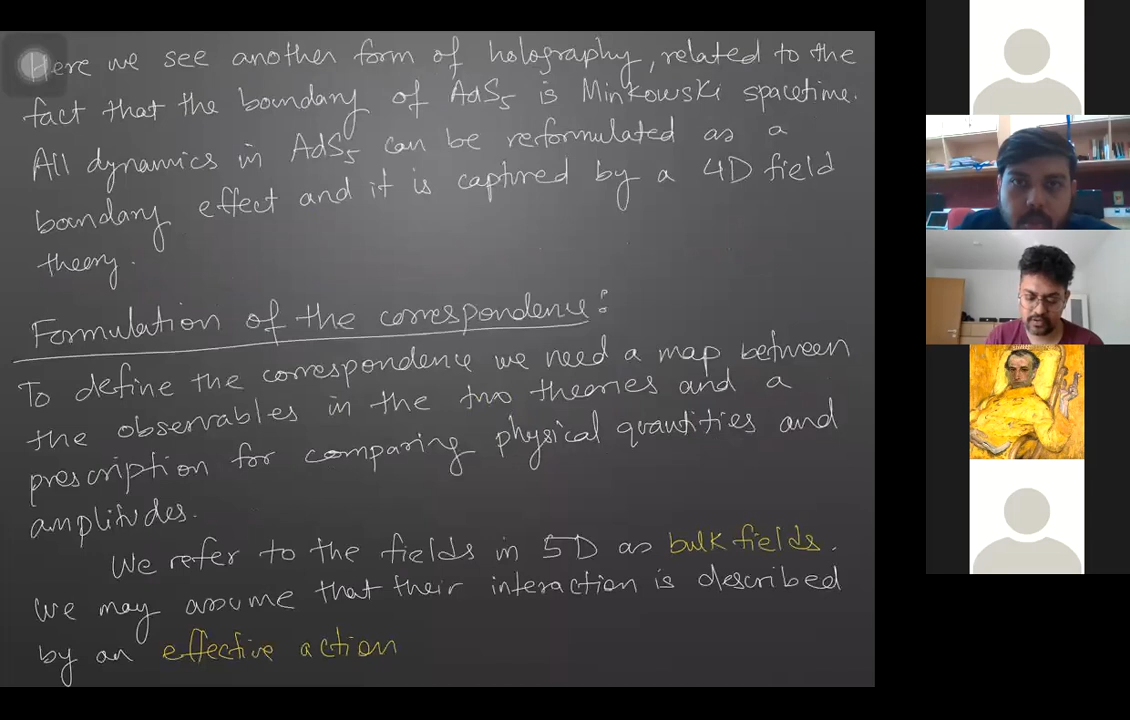 Here we see another form of holography, related to the
fact that the boundary of AdS5 is Minkowski spacetime.
All dynamics in AdS5 can be reformulated as a
boundary effect and it is captured by a 4D field
theory.
Formulation of the correspondence:
To define the correspondence we need a map between
the observables in the two theories and a
prescription for comparing physical quantities and
amplitudes.
We refer to the fields in 5D as bulk fields.
We may assume that their interaction is described
by an effective action